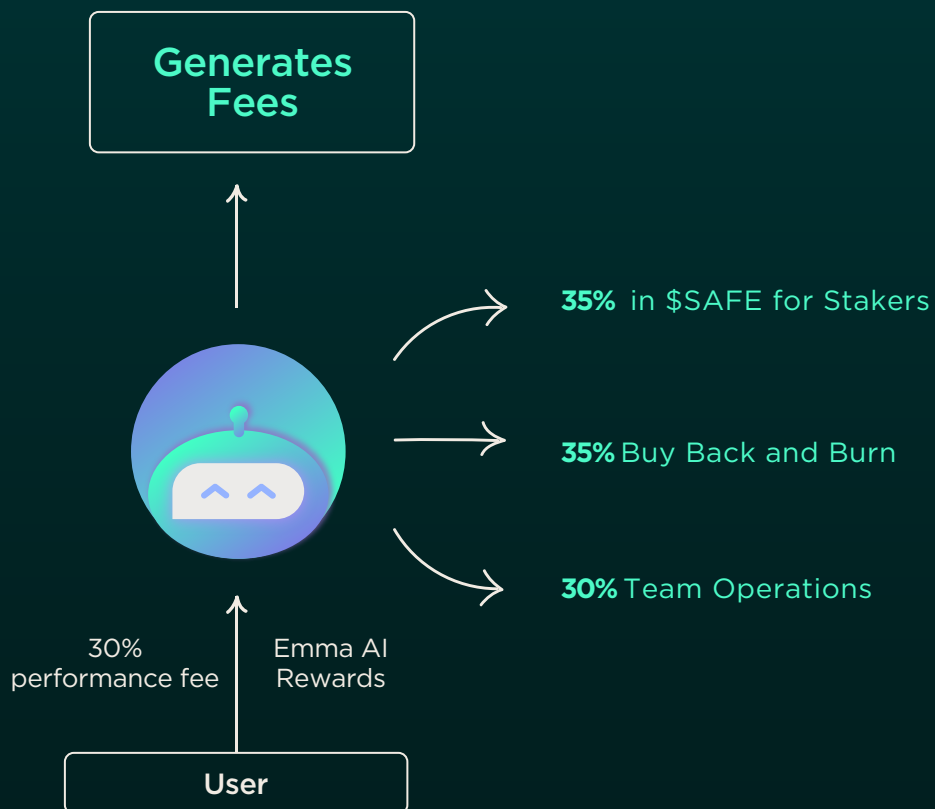 Generates
Fees
35% in $SAFE for Stakers
35% Buy Back and Burn
30% Team Operations
30%
performance fee
Emma AI
Rewards
User